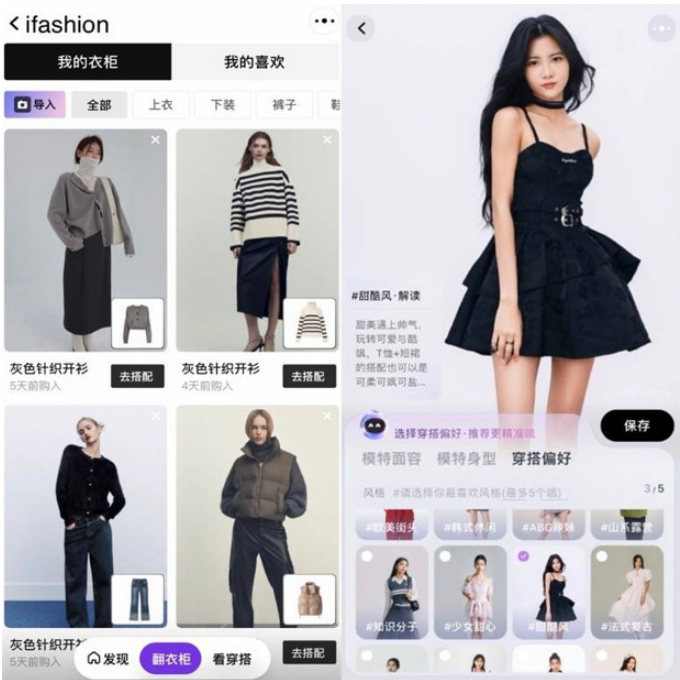 ifashion
我的衣柜
我的喜欢
导入
全部
上衣
下装
裤子
灰色针织开衫
5天前购入
去搭配
灰色针织开衫
4天前购入
去搭配
灰色针织开
5天前购入
去搭配
发现
翻衣柜
看穿搭
#甜酷风·解读
甜美遇上帅气,
玩转可爱与酷
飒,T恤+短裙
的搭配也可以是
可柔可飒可盐...
选择穿搭偏好·推荐更精准哦
保存
模特面容
模特身型
穿搭偏好
风格 #请选择你最喜欢风格(最多5个哦)
3/5
#欧美街头
#韩式休闲
#ABG辣妹
#山系露营
#知识分子
#少女甜心
#甜酷风
#法式复古